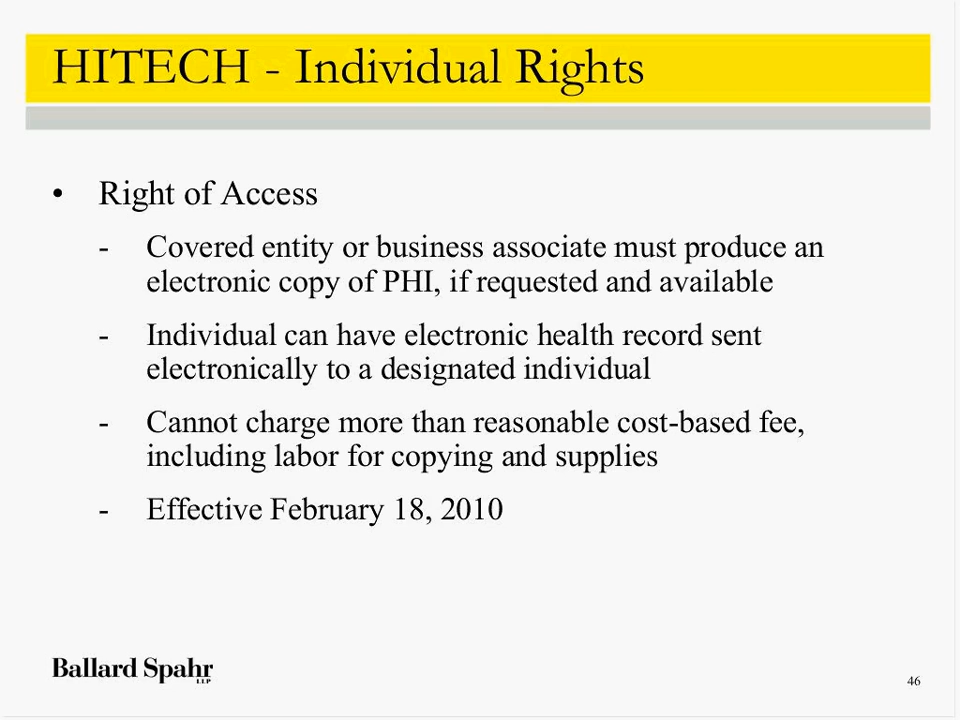 HITECH - Individual Rights
• Right of Access
- Covered entity or business associate must produce an
electronic copy of PHI, if requested and available
- Individual can have electronic health record sent
electronically to a designated individual
- Cannot charge more than reasonable cost-based fee,
including labor for copying and supplies
- Effective February 18, 2010
Ballard Spahr
LLP
46